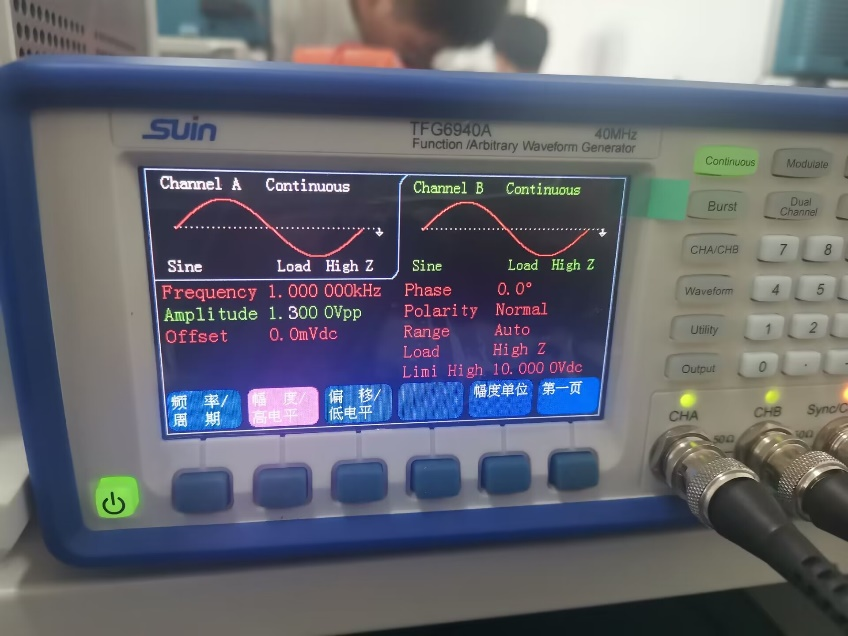 SUIN
TFG6940A 40MHz
Function /Arbitrary Waveform Generator
Channel A Continuous
Sine Load High Z
Channel B Continuous
Sine Load High Z
Frequency 1.000 000kHz
Amplitude 1.300 0Vpp
Offset 0.0mVdc
Phase 0.0°
Polarity Normal
Range Auto
Load High Z
Limi High 10.000 0Vdc
频 率/
周 期
幅 度/
高电平
偏 移/
低电平
幅度单位
第一页
Continuous Modulate
Burst Dual
Channel
CHA/CHB 7 8
Waveform 4 5
Utility 1 2
Output 0 · -
CHA CHB Sync/C
50Ω